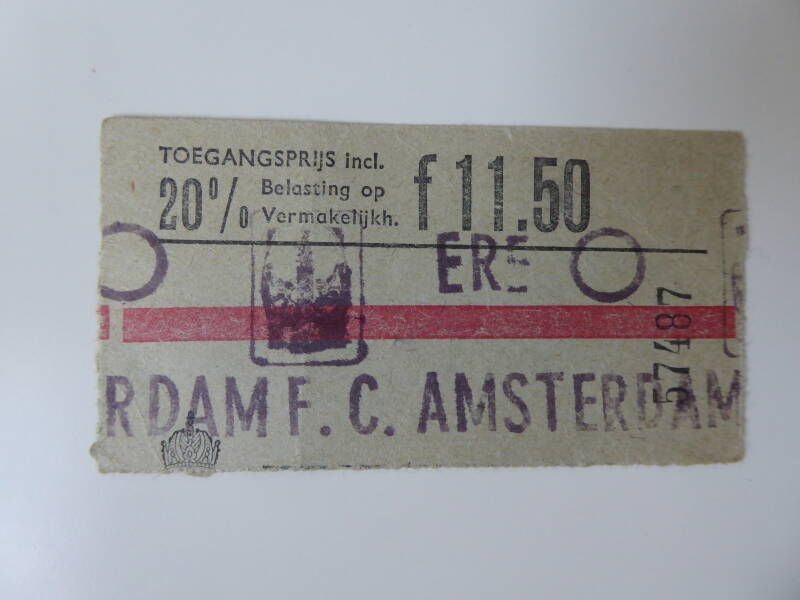 TOEGANGSPRIJS incl.
20% Belasting op
Vermakelijkh.
f 11.50
ERE
57487
RDAM F. C. AMSTERDAM